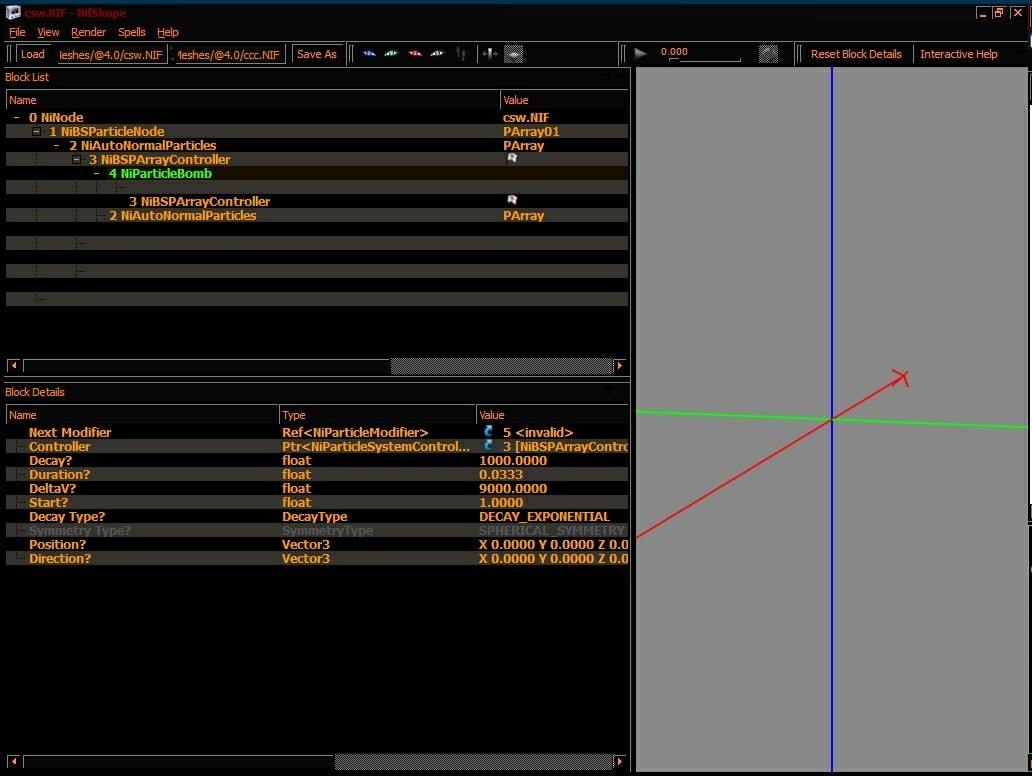 csw.NIF - NifSkope
File View Render Spells Help
Load leshes/@4.0/csw.NIF leshes/@4.0/ccc.NIF Save As 0.000 Reset Block Details Interactive Help
Block List
Name Value
0 NiNode csw.NIF
1 NiBSParticleNode PArray01
2 NiAutoNormalParticles PArray
3 NiBSPArrayController
4 NiParticleBomb
3 NiBSPArrayController
2 NiAutoNormalParticles PArray
Block Details
Name Type Value
Next Modifier Ref<NiParticleModifier> 5 <invalid>
Controller Ptr<NiParticleSystemControl... 3 [NiBSPArrayContro
Decay? float 1000.0000
Duration? float 0.0333
DeltaV? float 9000.0000
Start? float 1.0000
Decay Type? DecayType DECAY_EXPONENTIAL
Symmetry Type? SymmetryType SPHERICAL_SYMMETRY
Position? Vector3 X 0.0000 Y 0.0000 Z 0.0
Direction? Vector3 X 0.0000 Y 0.0000 Z 0.0